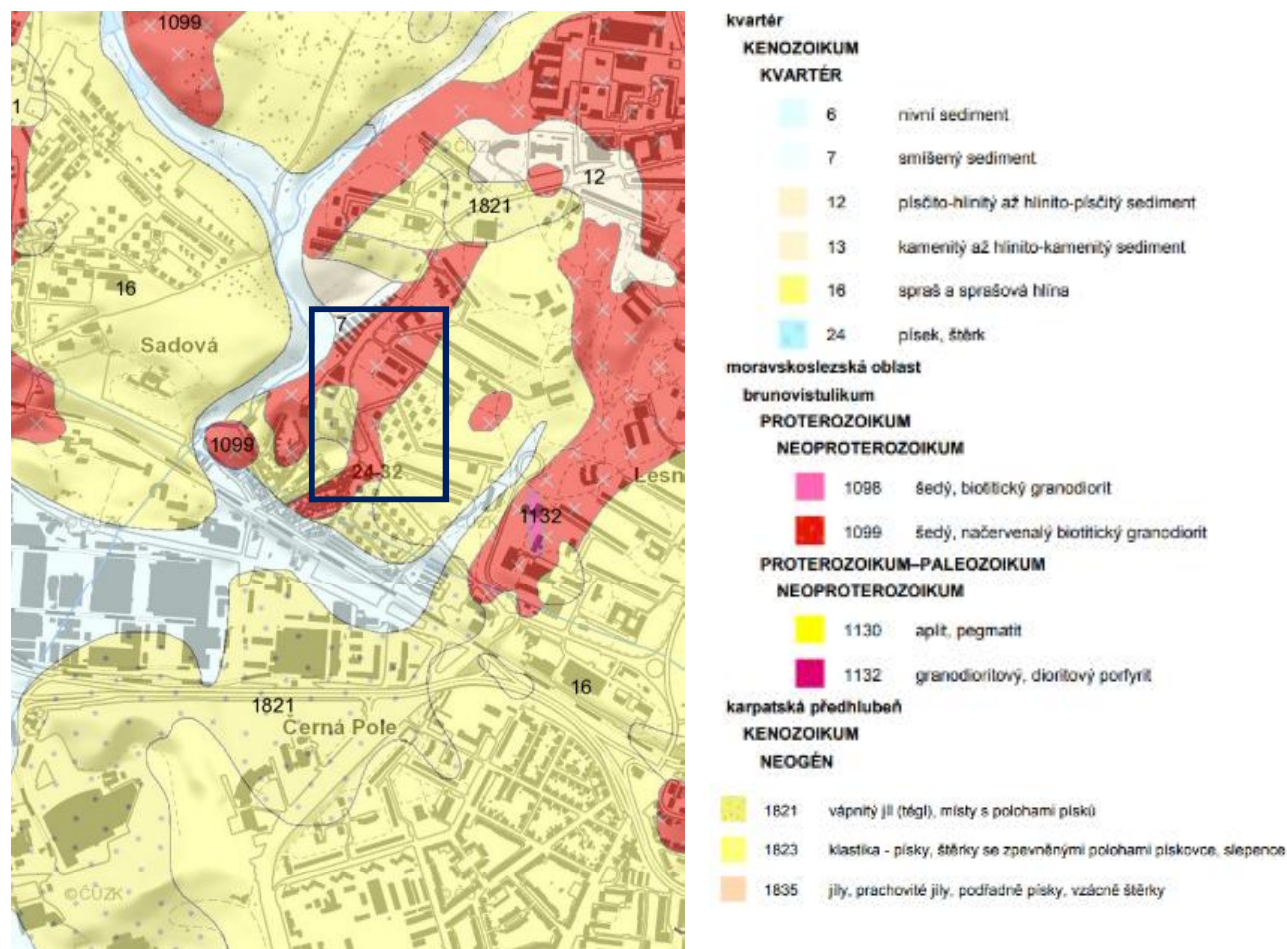 1099
1
©ČÚZK
12
1821
16
7
Sadová
1099
24-32
Lesn
©ČÚZK
©ČÚZK
1132
16
1821
Černá Pole
©ČÚZK
kvartér
KENOZOIKUM
KVARTÉR
6 nivní sediment
7 smíšený sediment
12 písčito-hlinitý až hlinito-písčitý sediment
13 kamenitý až hlinito-kamenitý sediment
16 spraš a sprašová hlína
24 písek, štěrk
moravskoslezská oblast
brunovistulikum
PROTEROZOIKUM
NEOPROTEROZOIKUM
1098 šedý, biotitický granodiorit
1099 šedý, načervenalý biotitický granodiorit
PROTEROZOIKUM–PALEOZOIKUM
NEOPROTEROZOIKUM
1130 aplit, pegmatit
1132 granodioritový, dioritový porfyrit
karpatská předhlubeň
KENOZOIKUM
NEOGÉN
1821 vápnitý jíl (tégl), místy s polohami písků
1823 klastika - písky, štěrky se zpevněnými polohami pískovce, slepence
1835 jíly, prachovité jíly, podřadně písky, vzácně štěrky